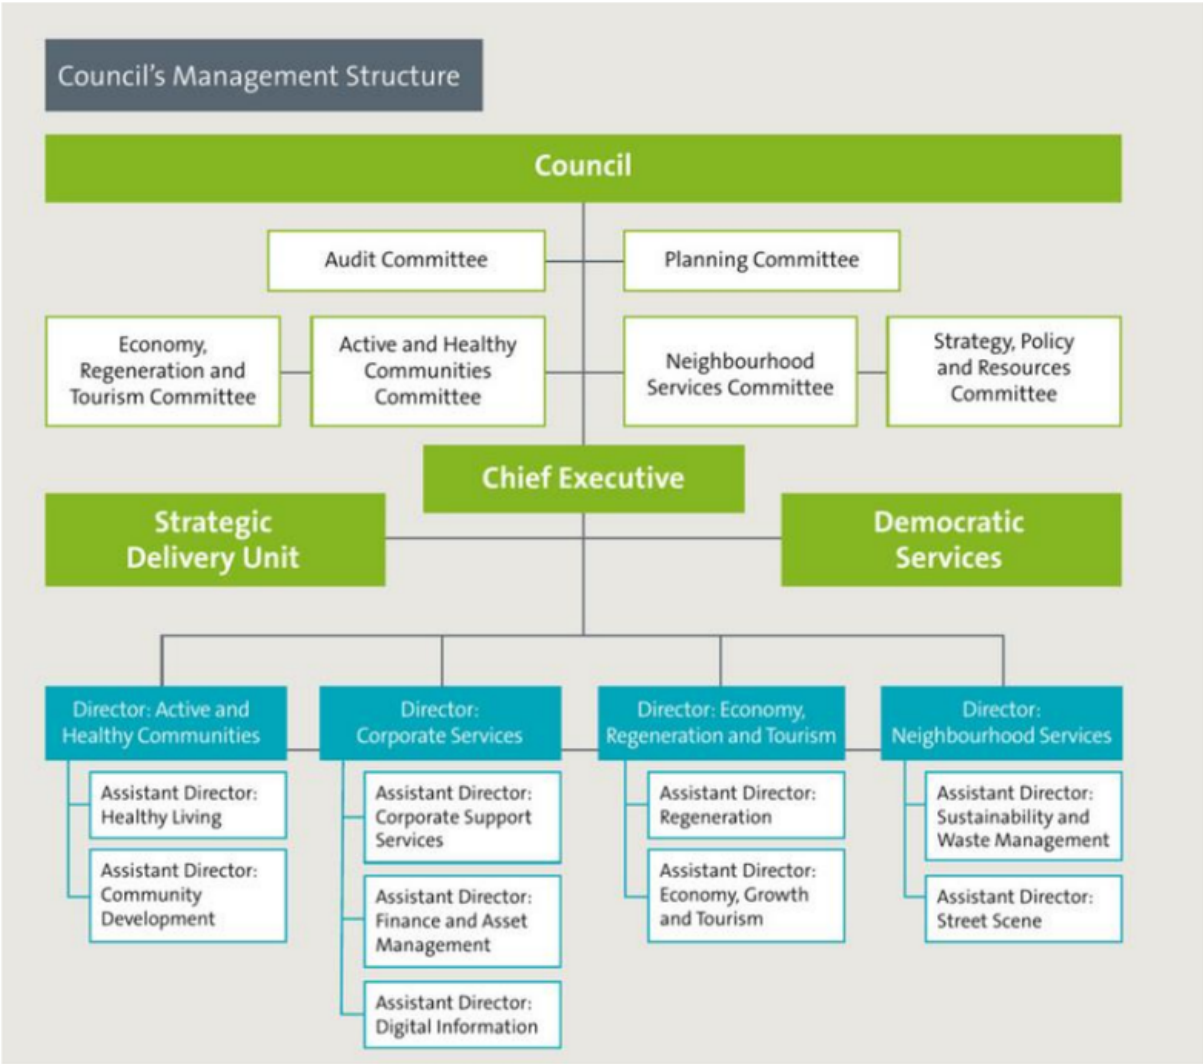 Council's Management Structure
Council
Audit Committee
Planning Committee
Economy,
Regeneration and
Tourism Committee
Active and Healthy
Communities
Committee
Neighbourhood
Services Committee
Strategy, Policy
and Resources
Committee
Chief Executive
Strategic
Delivery Unit
Democratic
Services
Director: Active and
Healthy Communities
Assistant Director:
Healthy Living
Assistant Director:
Community
Development
Director:
Corporate Services
Assistant Director:
Corporate Support
Services
Assistant Director:
Finance and Asset
Management
Assistant Director:
Digital Information
Director: Economy,
Regeneration and Tourism
Assistant Director:
Regeneration
Assistant Director:
Economy, Growth
and Tourism
Director:
Neighbourhood Services
Assistant Director:
Sustainability and
Waste Management
Assistant Director:
Street Scene